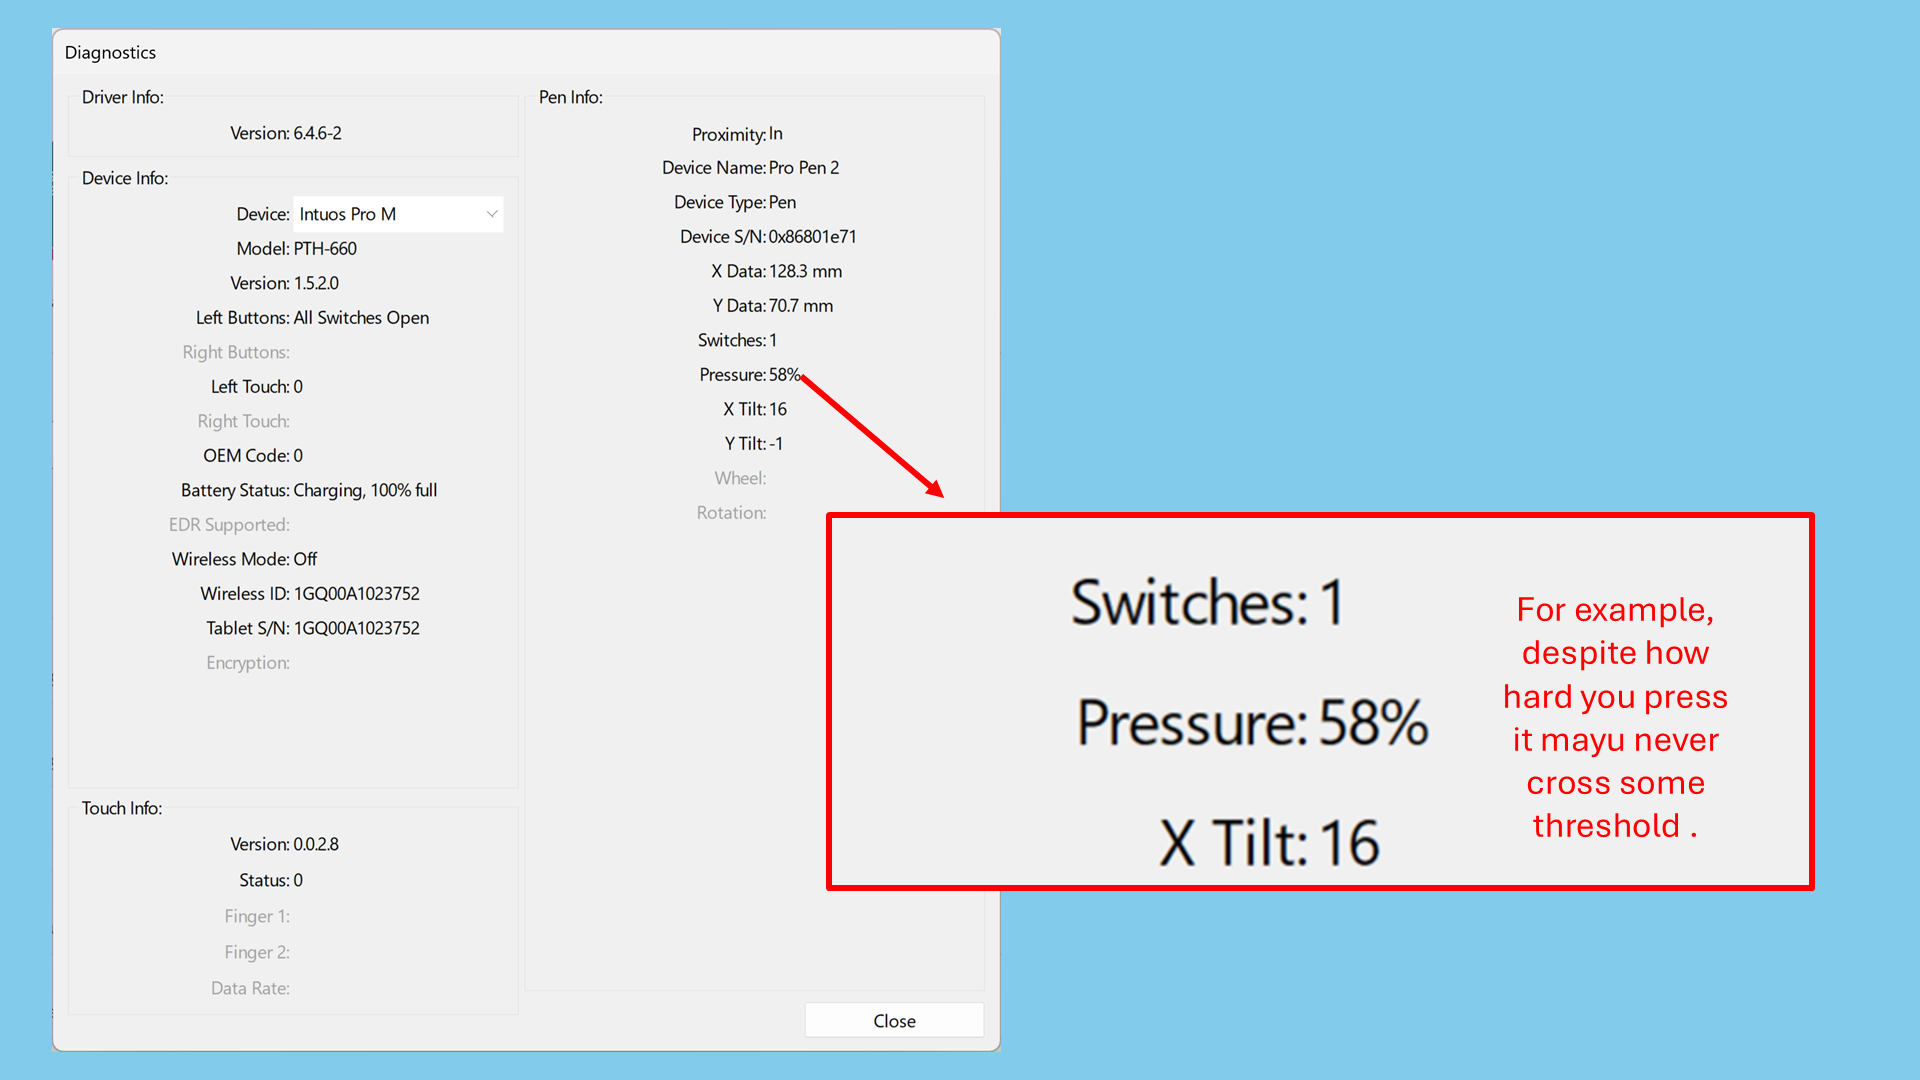 Diagnostics
Driver Info:
Version: 6.4.6-2
Device Info:
Device: Intuos Pro M
Model: PTH-660
Version: 1.5.2.0
Left Buttons: All Switches Open
Right Buttons:
Left Touch: 0
Right Touch:
OEM Code: 0
Battery Status: Charging, 100% full
EDR Supported:
Wireless Mode: Off
Wireless ID: 1GQ00A1023752
Tablet S/N: 1GQ00A1023752
Encryption:
Touch Info:
Version: 0.0.2.8
Status: 0
Finger 1:
Finger 2:
Data Rate:
Pen Info:
Proximity: In
Device Name: Pro Pen 2
Device Type: Pen
Device S/N: 0x86801e71
X Data: 128.3 mm
Y Data: 70.7 mm
Switches: 1
Pressure: 58%
X Tilt: 16
Y Tilt: -1
Wheel:
Rotation:
Switches: 1
Pressure: 58%
X Tilt: 16
For example,
despite how
hard you press
it mayu never
cross some
threshold .
Close